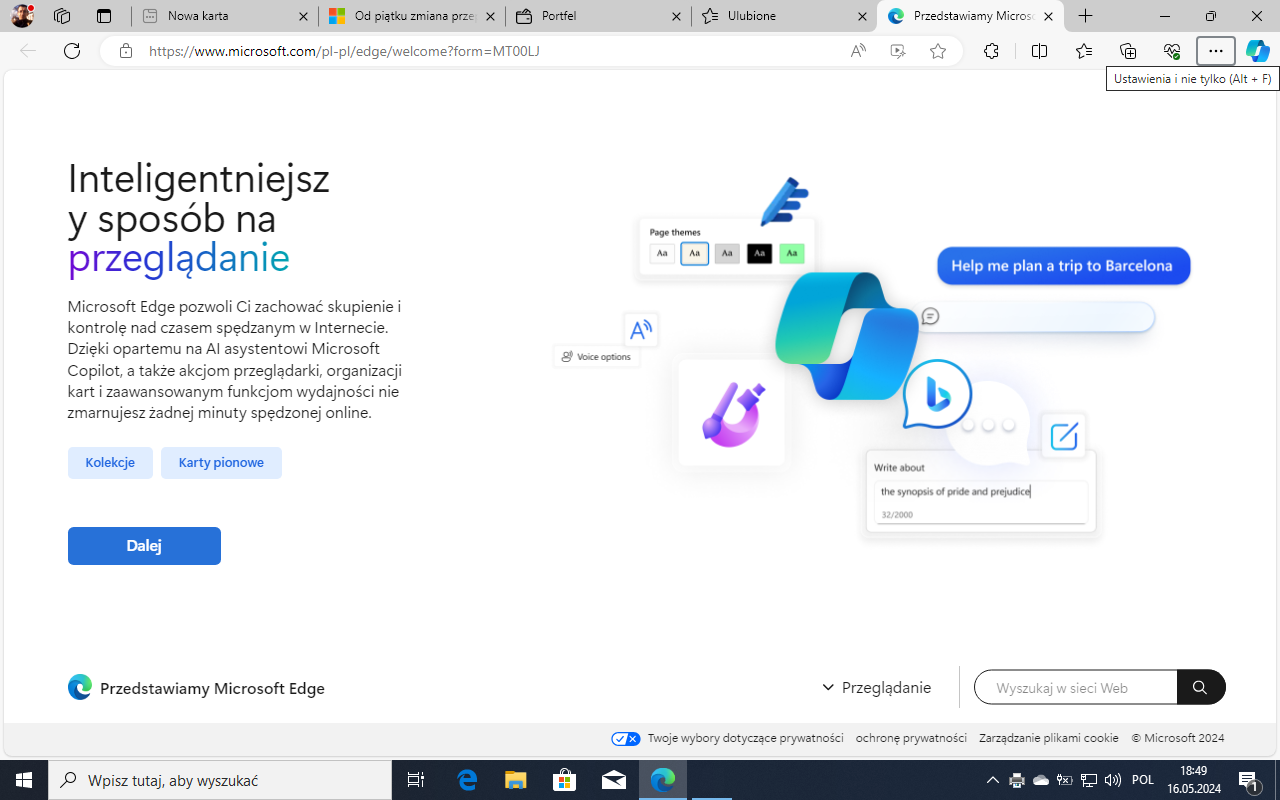 Nowa karta
Od piątku zmiana prze
Portfel
Ulubione
Przedstawiamy Micros
https://www.microsoft.com/pl-pl/edge/welcome?form=MT00LJ
Ustawienia i nie tylko (Alt + F)
Inteligentniejsz
y sposób na
przeglądanie
Microsoft Edge pozwoli Ci zachować skupienie i
kontrolę nad czasem spędzanym w Internecie.
Dzięki opartemu na AI asystentowi Microsoft
Copilot, a także akcjom przeglądarki, organizacji
kart i zaawansowanym funkcjom wydajności nie
zmarnujesz żadnej minuty spędzonej online.
Kolekcje
Karty pionowe
Dalej
Page themes
Aa Aa Aa Aa Aa
Help me plan a trip to Barcelona
A
Voice options
Write about
the synopsis of pride and prejudice
32/2000
Przedstawiamy Microsoft Edge
Przeglądanie
Wyszukaj w sieci Web
Twoje wybory dotyczące prywatności
ochronę prywatności
Zarządzanie plikami cookie
© Microsoft 2024
Wpisz tutaj, aby wyszukać
POL
18:49
16.05.2024
1